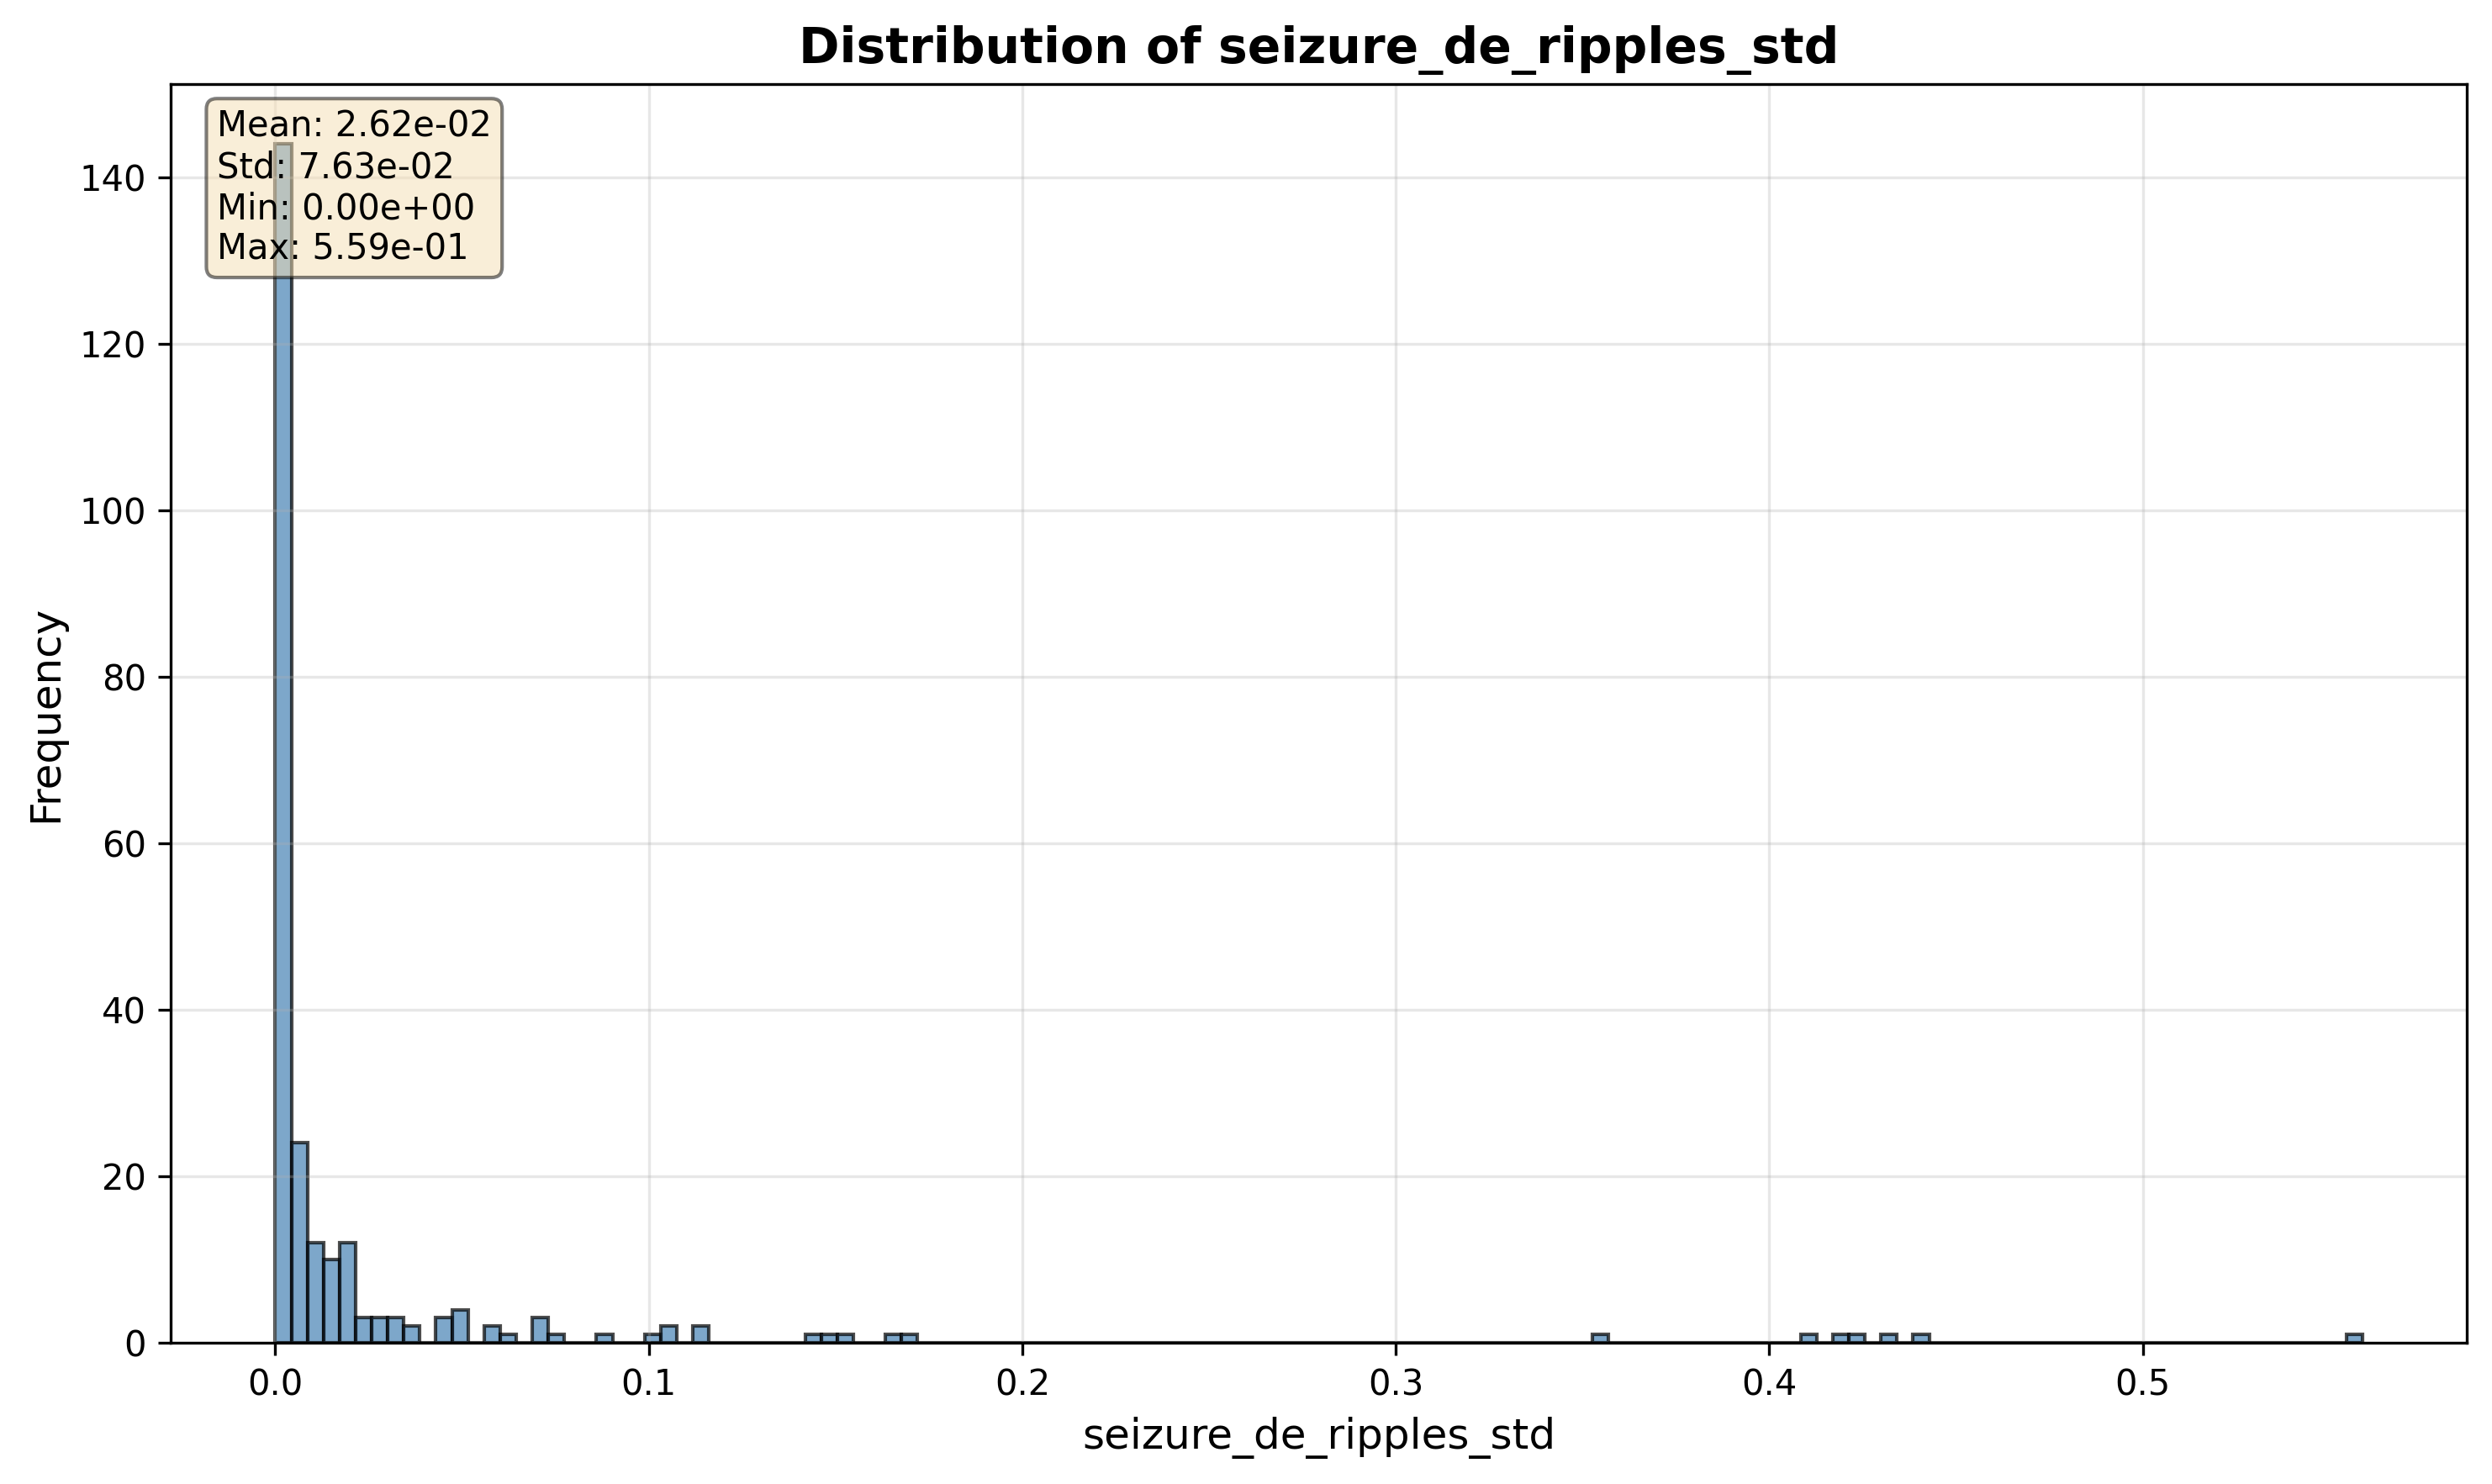 Distribution of seizure_de_ripples_std
Mean: 2.62e-02
Std: 7.63e-02
Min: 0.00e+00
Max: 5.59e-01
140
120
100
80
60
40
20
0
Frequency
0.0 0.1 0.2 0.3 0.4 0.5
seizure_de_ripples_std